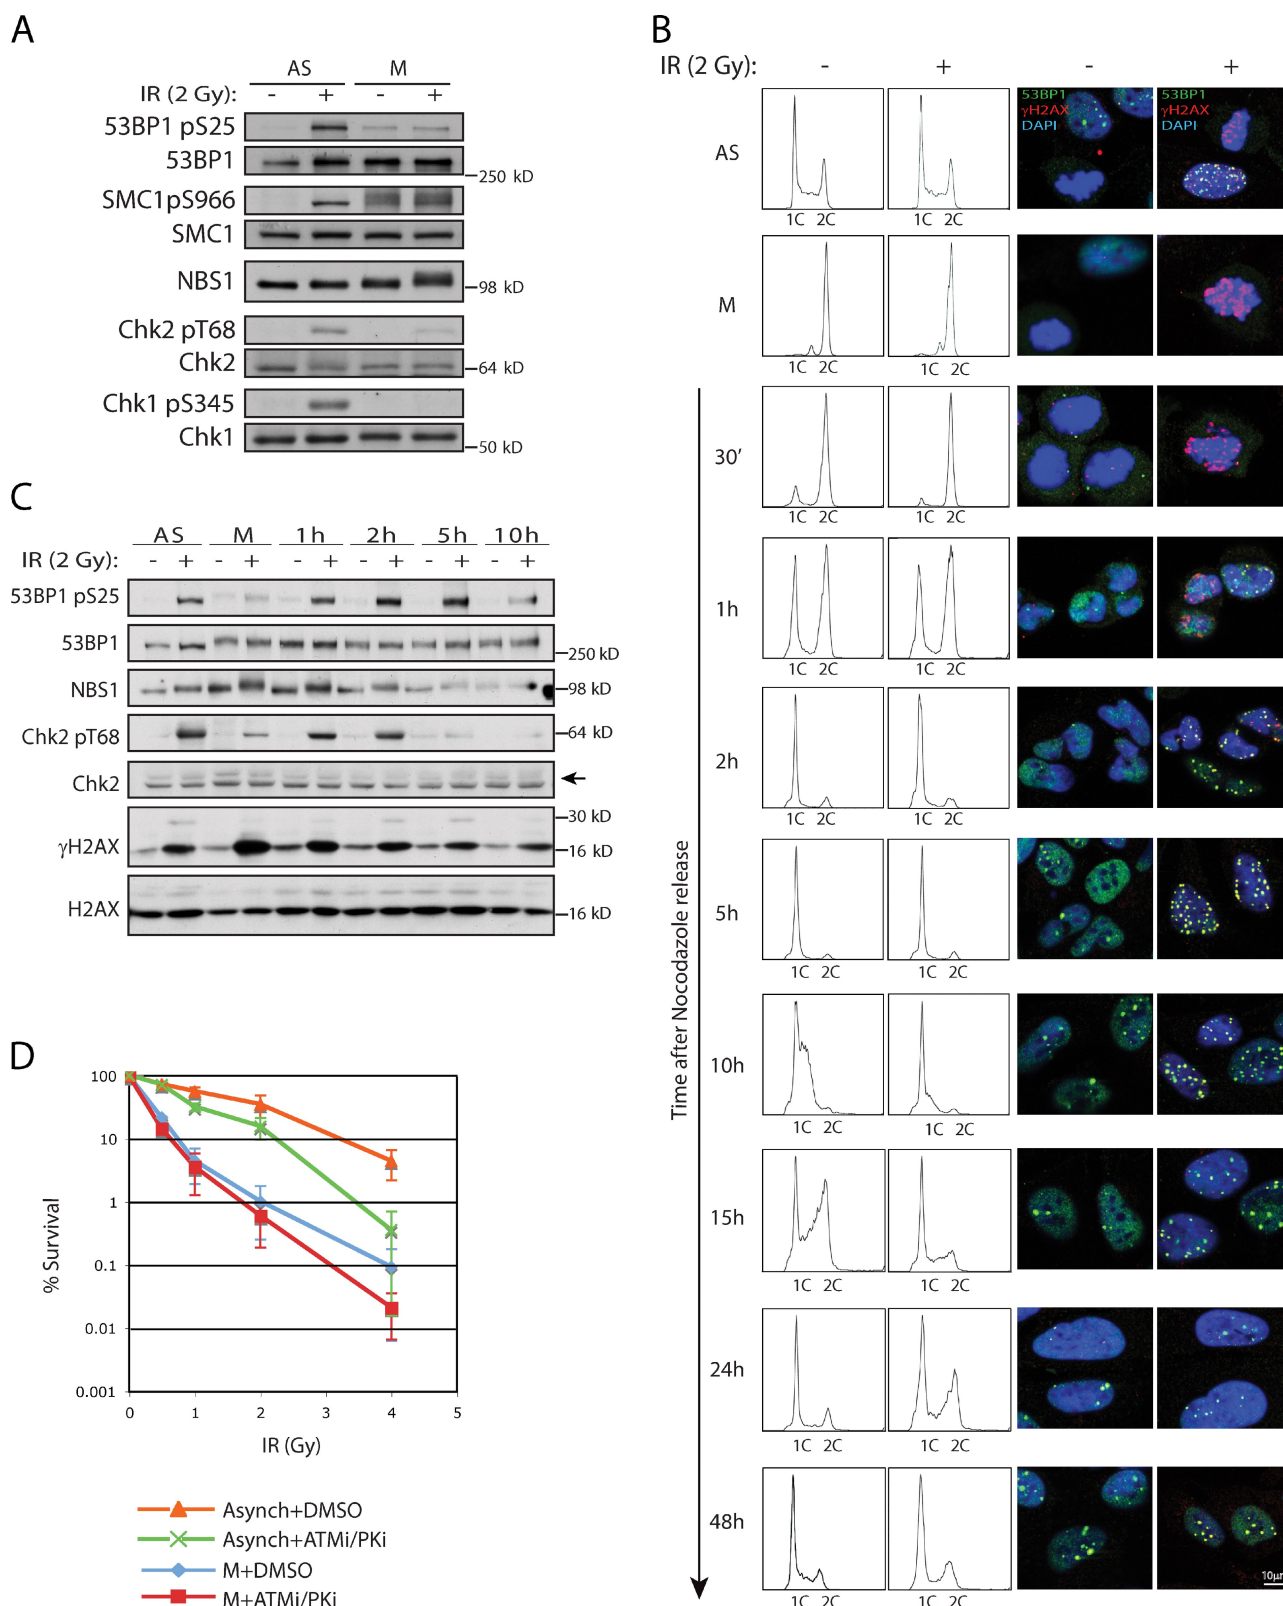 A
AS M
IR (2 Gy): - + - +
53BP1 pS25
53BP1
250 kD
SMC1pS966
SMC1
NBS1
98 kD
Chk2 pT68
Chk2
64 kD
Chk1 pS345
Chk1
50 kD
B
IR (2 Gy): - + - +
53BP1 53BP1
γH2AX γH2AX
DAPI DAPI
AS
1C 2C 1C 2C
M
1C 2C 1C 2C
30'
1C 2C 1C 2C
1h
1C 2C 1C 2C
2h
1C 2C 1C 2C
5h
1C 2C 1C 2C
10h
1C 2C 1C 2C
15h
1C 2C 1C 2C
24h
1C 2C 1C 2C
48h
1C 2C 1C 2C
10μm
Time after Nocodazole release
C
AS M 1h 2h 5h 10h
IR (2 Gy): - + - + - + - + - + - +
53BP1 pS25
53BP1
250 kD
NBS1
98 kD
Chk2 pT68
64 kD
Chk2
30 kD
γH2AX
16 kD
H2AX
16 kD
D
100
10
1
0.1
0.01
0.001
% Survival
0 1 2 3 4 5
IR (Gy)
Asynch+DMSO
Asynch+ATMi/PKi
M+DMSO
M+ATMi/PKi